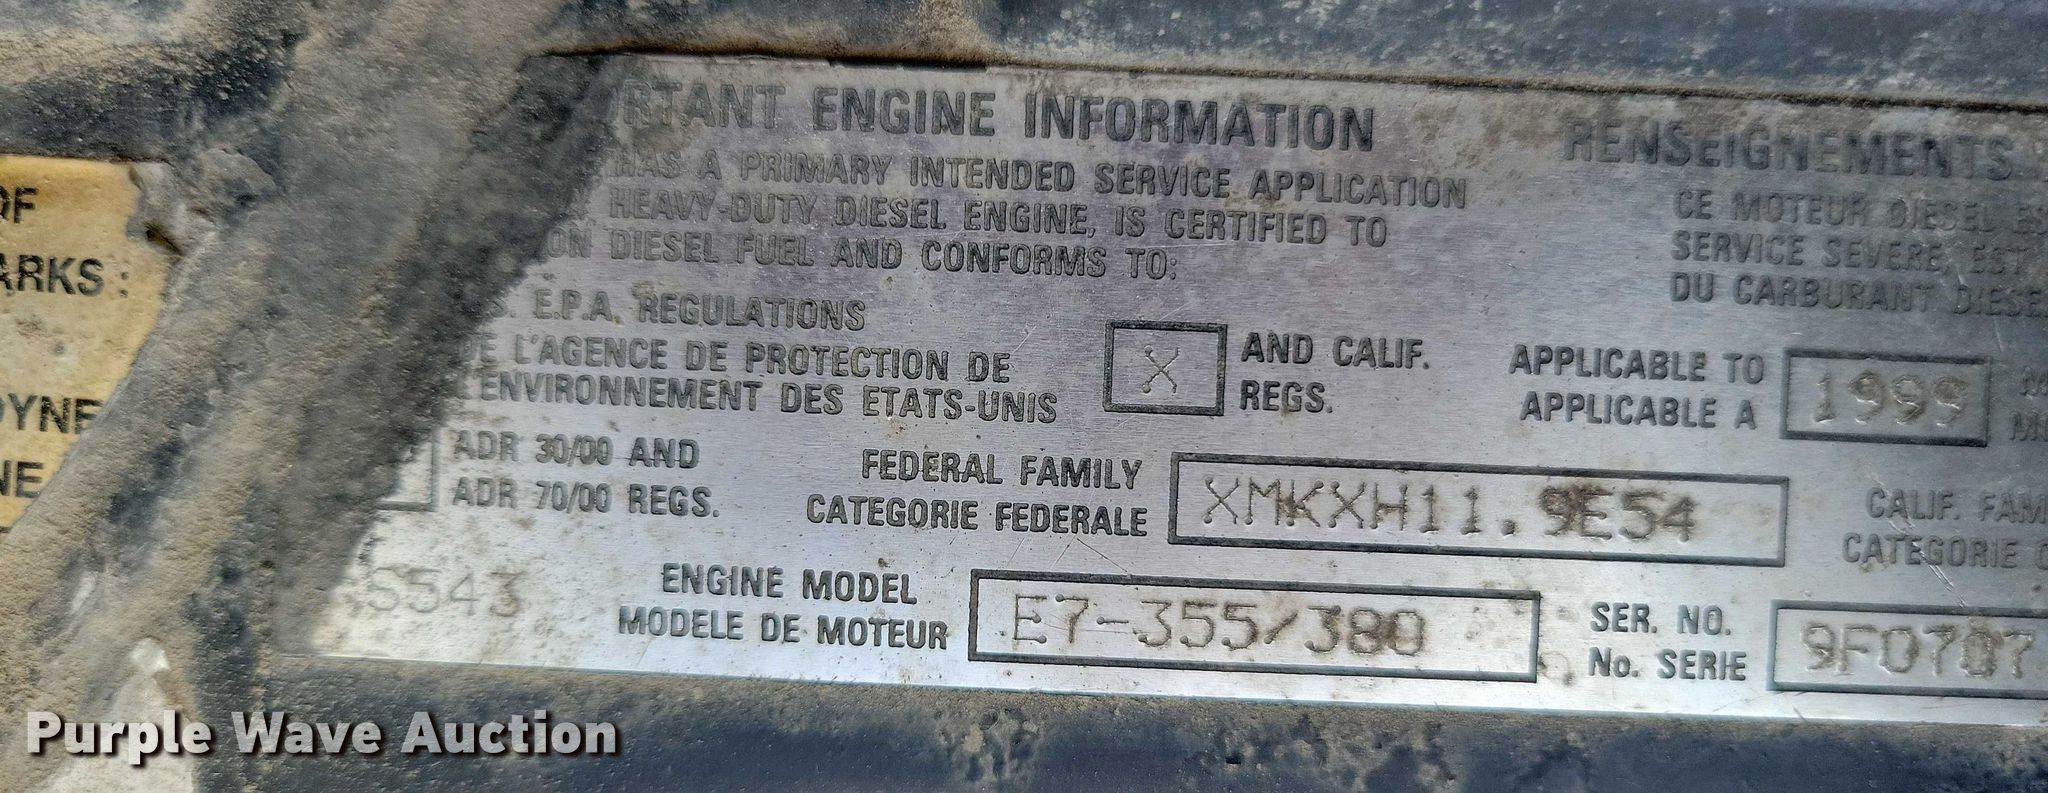 OF
ARKS :
DYNE
NE
RTANT ENGINE INFORMATION
HAS A PRIMARY INTENDED SERVICE APPLICATION
HEAVY-DUTY DIESEL ENGINE, IS CERTIFIED TO
ON DIESEL FUEL AND CONFORMS TO:
S. E.P.A. REGULATIONS
DE L'AGENCE DE PROTECTION DE
L'ENVIRONNEMENT DES ETATS-UNIS
X
AND CALIF.
REGS.
ADR 30/00 AND
ADR 70/00 REGS.
FEDERAL FAMILY
CATEGORIE FEDERALE
XMKXH11.9E54
5543
ENGINE MODEL
MODELE DE MOTEUR
E7-355/380
RENSEIGNEMENTS
CE MOTEUR DIESEL ES
SERVICE SEVERE, EST
DU CARBURANT DIESE
APPLICABLE TO
APPLICABLE A
1999
CALIF. FAM
CATEGORIE C
SER. NO.
No. SERIE
9F0707
Purple Wave Auction